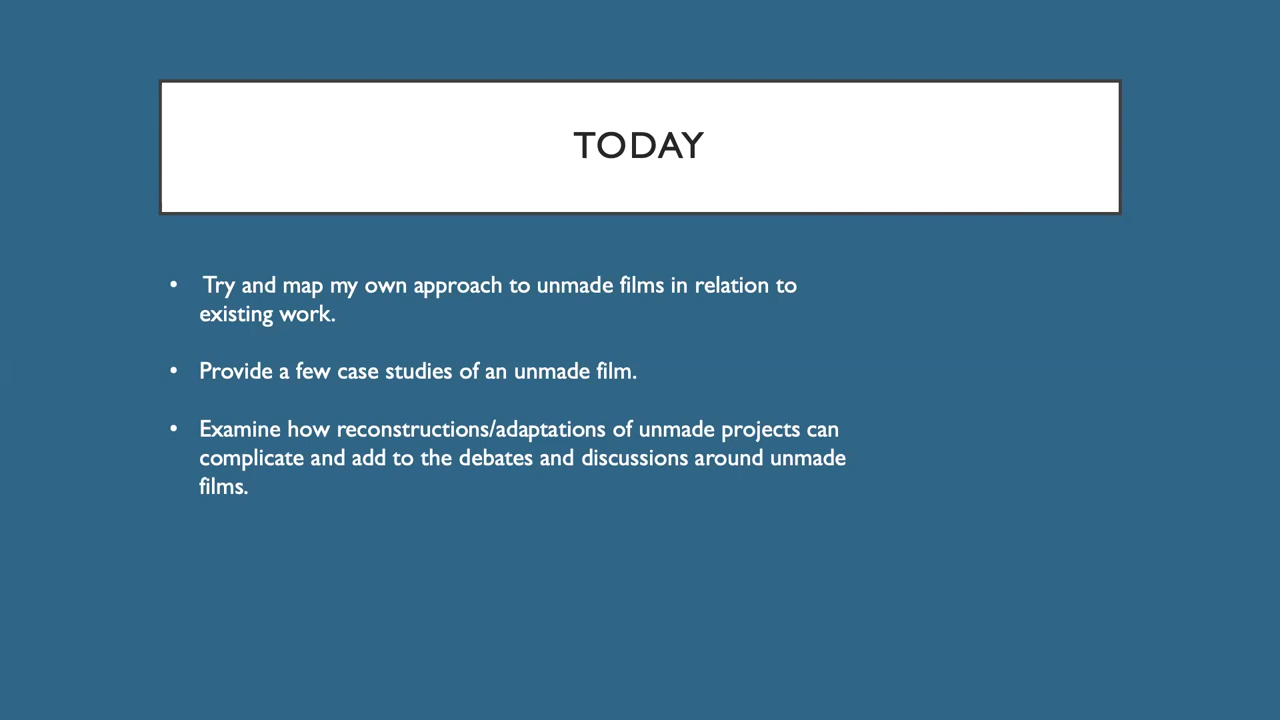 TODAY
• Try and map my own approach to unmade films in relation to
existing work.
• Provide a few case studies of an unmade film.
• Examine how reconstructions/adaptations of unmade projects can
complicate and add to the debates and discussions around unmade
films.